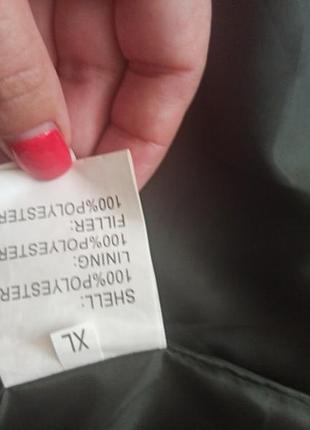 XL
SHELL:
100%POLYESTER
LINING:
100%POLYESTER
FILLER:
100%POLYESTER